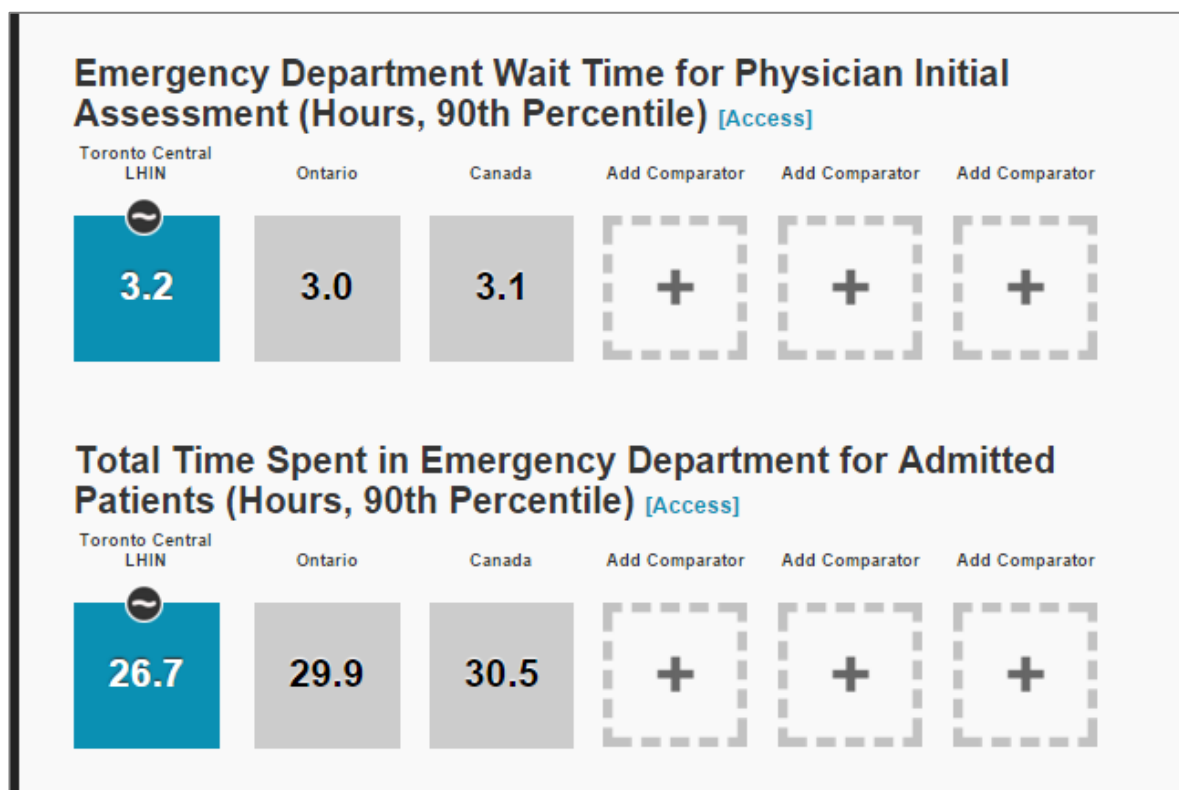 Emergency Department Wait Time for Physician Initial
Assessment (Hours, 90th Percentile) [Access]
Toronto Central
LHIN
Ontario
Canada
Add Comparator
Add Comparator
Add Comparator
~
3.2
3.0
3.1
+
+
+
Total Time Spent in Emergency Department for Admitted
Patients (Hours, 90th Percentile) [Access]
Toronto Central
LHIN
Ontario
Canada
Add Comparator
Add Comparator
Add Comparator
~
26.7
29.9
30.5
+
+
+